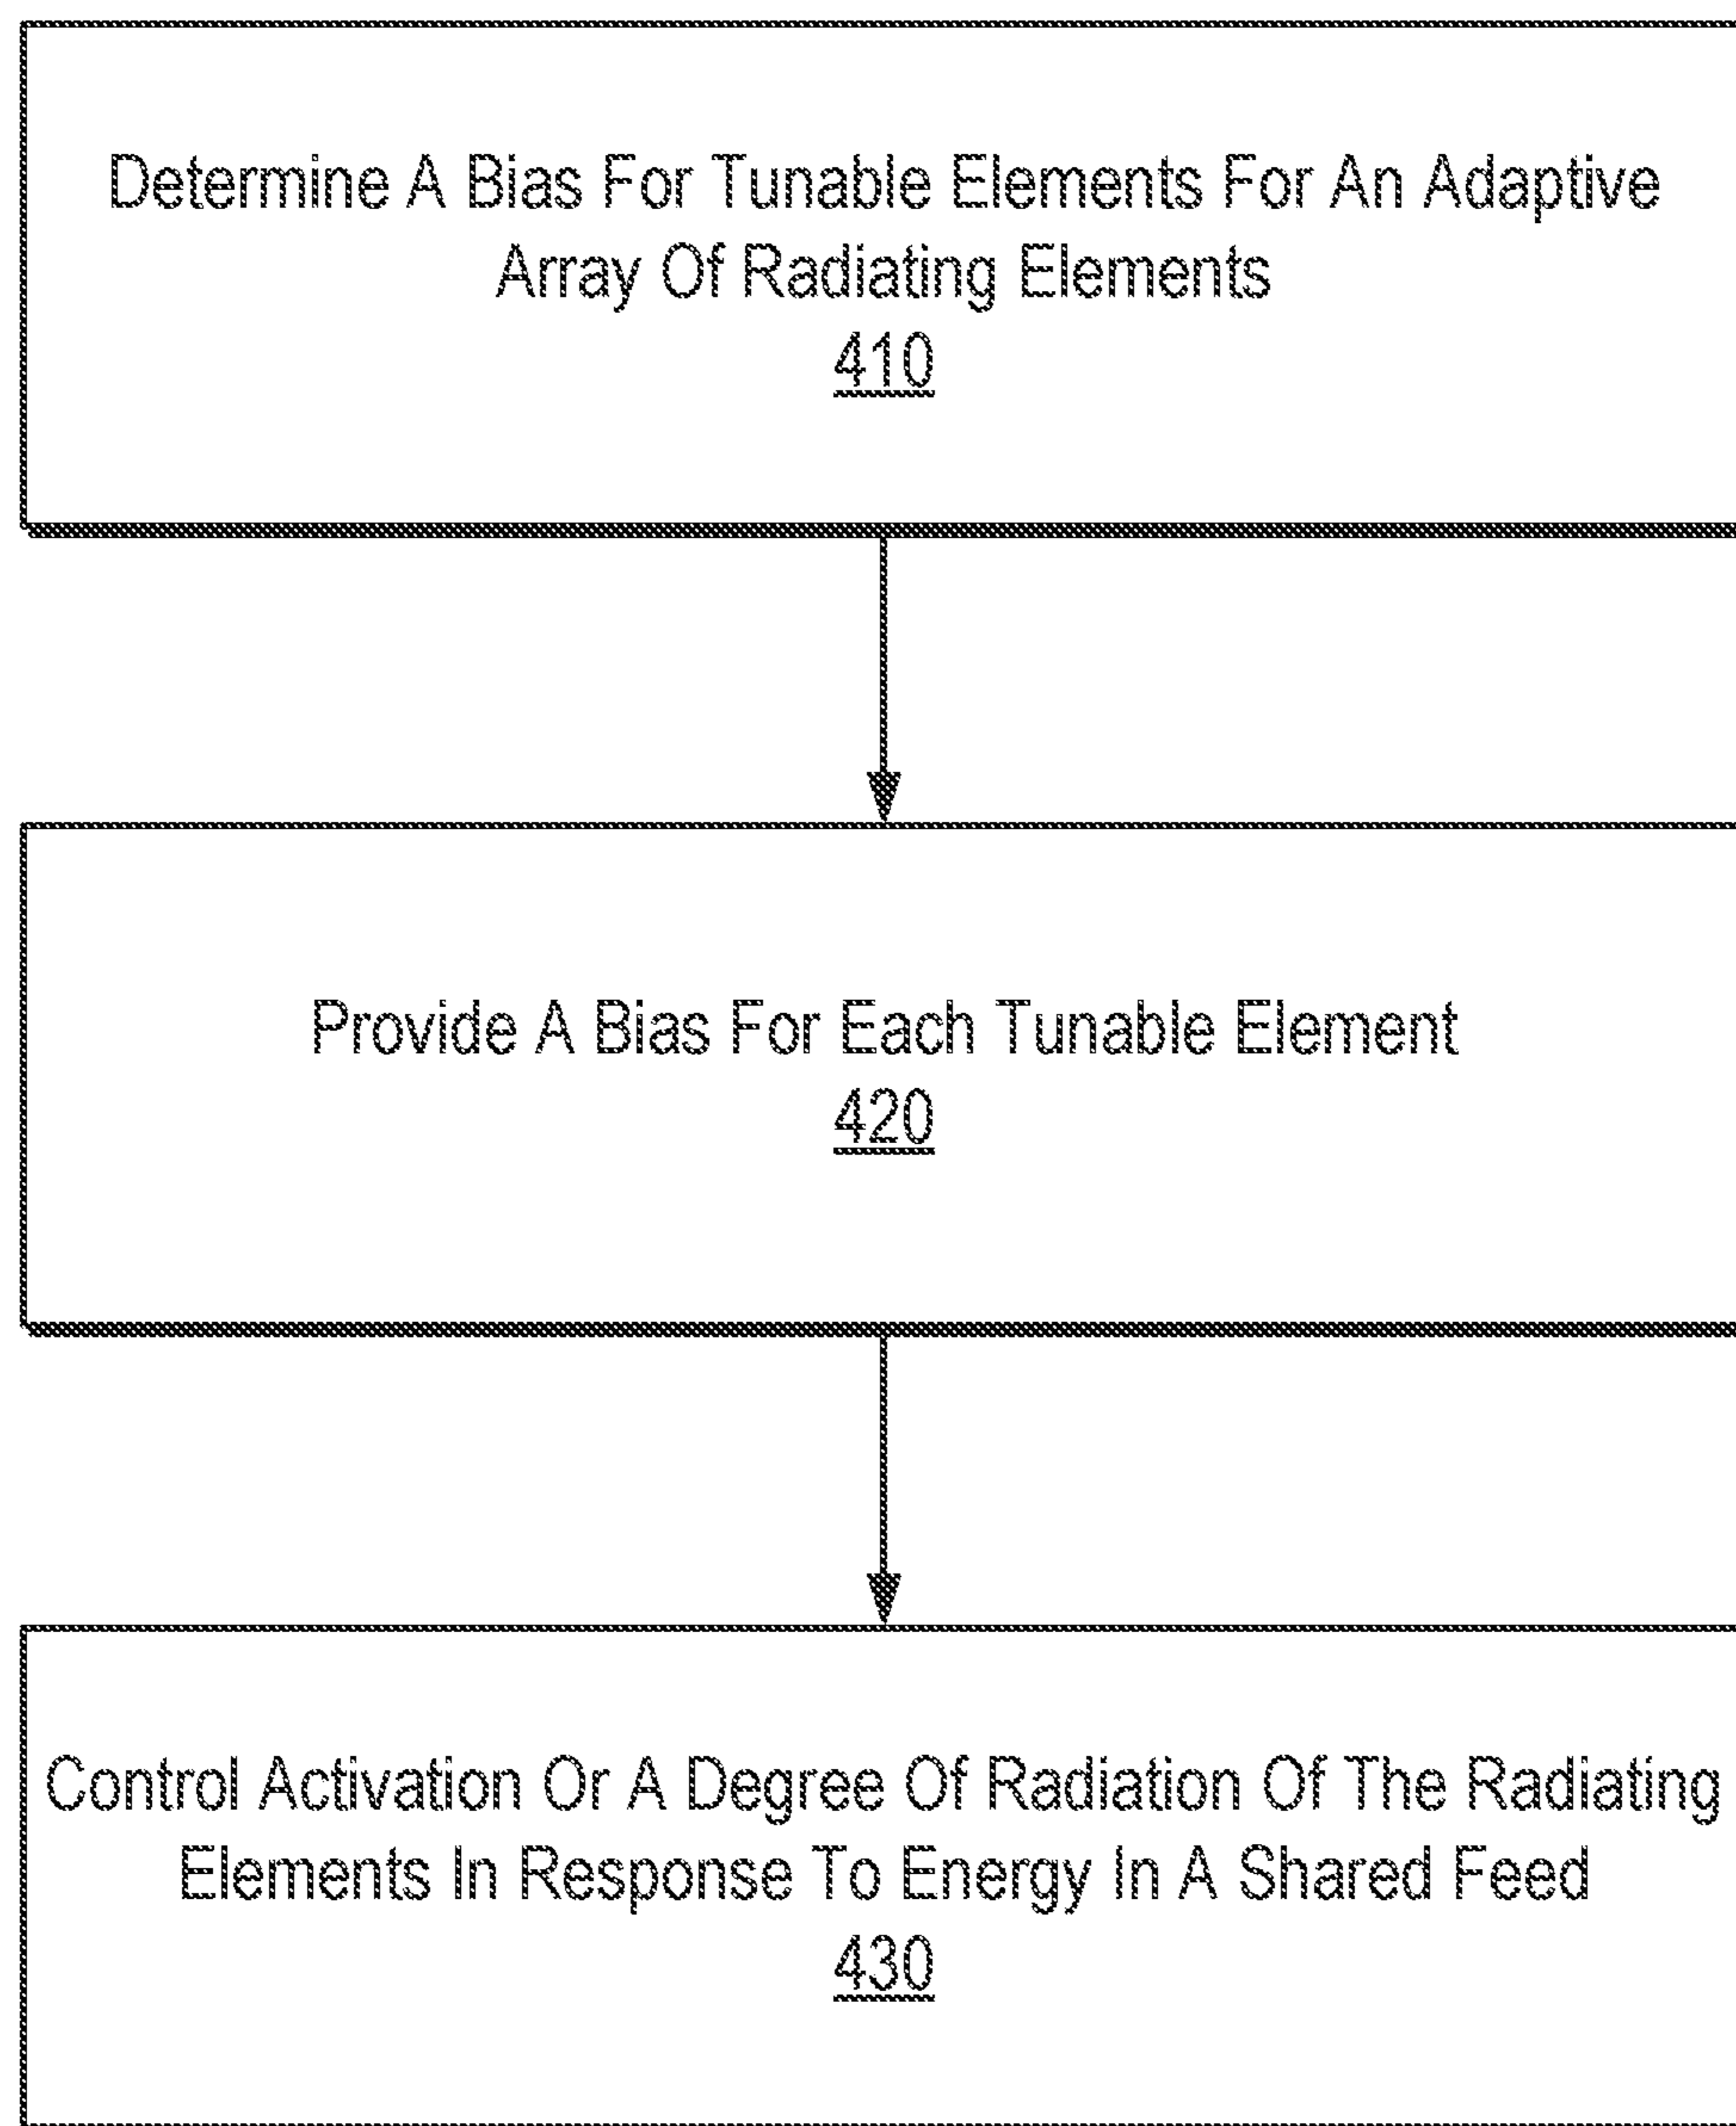 Determine A Bias For Tunable Elements For An Adaptive
Array Of Radiating Elements
410
Provide A Bias For Each Tunable Element
420
Control Activation Or A Degree Of Radiation Of The Radiating
Elements In Response To Energy In A Shared Feed
430